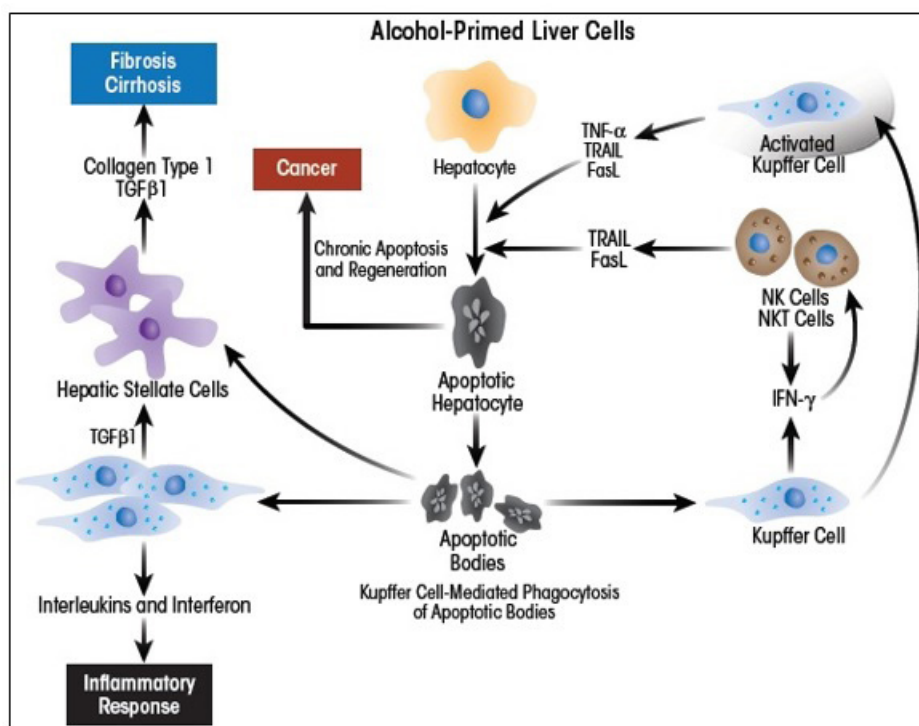 Alcohol-Primed Liver Cells
Fibrosis
Cirrhosis
Collagen Type 1
TGFβ1
Cancer
Hepatocyte
TNF-α
TRAIL
FasL
Activated
Kupffer Cell
Chronic Apoptosis
and Regeneration
TRAIL
FasL
NK Cells
NKT Cells
Hepatic Stellate Cells
Apoptotic
Hepatocyte
IFN-γ
TGFβ1
Apoptotic
Bodies
Kupffer Cell
Kupffer Cell-Mediated Phagocytosis
of Apoptotic Bodies
Interleukins and Interferon
Inflammatory
Response